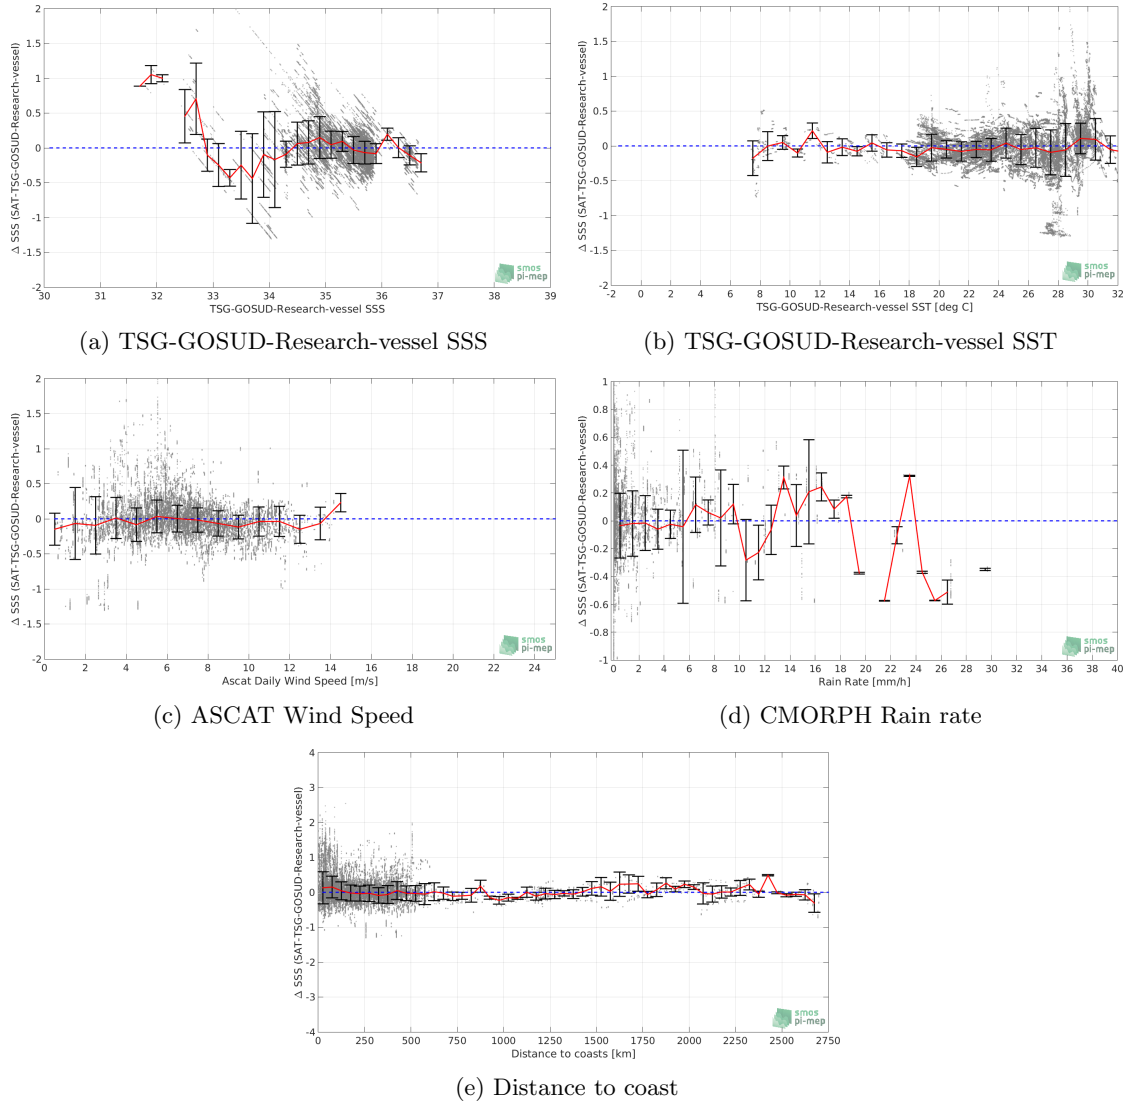 Δ SSS (SAT-TSG-GOSUD-Research-vessel)
2
1.5
1
0.5
0
-0.5
-1
-1.5
-2
30 31 32 33 34 35 36 37 38 39
TSG-GOSUD-Research-vessel SSS
smos
pi-mep
(a) TSG-GOSUD-Research-vessel SSS
Δ SSS (SAT-TSG-GOSUD-Research-vessel)
2
1.5
1
0.5
0
-0.5
-1
-1.5
-2
-2 0 2 4 6 8 10 12 14 16 18 20 22 24 26 28 30 32
TSG-GOSUD-Research-vessel SST [deg C]
smos
pi-mep
(b) TSG-GOSUD-Research-vessel SST
Δ SSS (SAT-TSG-GOSUD-Research-vessel)
2
1.5
1
0.5
0
-0.5
-1
-1.5
-2
0 2 4 6 8 10 12 14 16 18 20 22 24
Ascat Daily Wind Speed [m/s]
smos
pi-mep
(c) ASCAT Wind Speed
Δ SSS (SAT-TSG-GOSUD-Research-vessel)
1
0.8
0.6
0.4
0.2
0
-0.2
-0.4
-0.6
-0.8
-1
0 2 4 6 8 10 12 14 16 18 20 22 24 26 28 30 32 34 36 38 40
Rain Rate [mm/h]
smos
pi-mep
(d) CMORPH Rain rate
Δ SSS (SAT-TSG-GOSUD-Research-vessel)
4
3
2
1
0
-1
-2
-3
-4
0 250 500 750 1000 1250 1500 1750 2000 2250 2500 2750
Distance to coasts [km]
smos
pi-mep
(e) Distance to coast